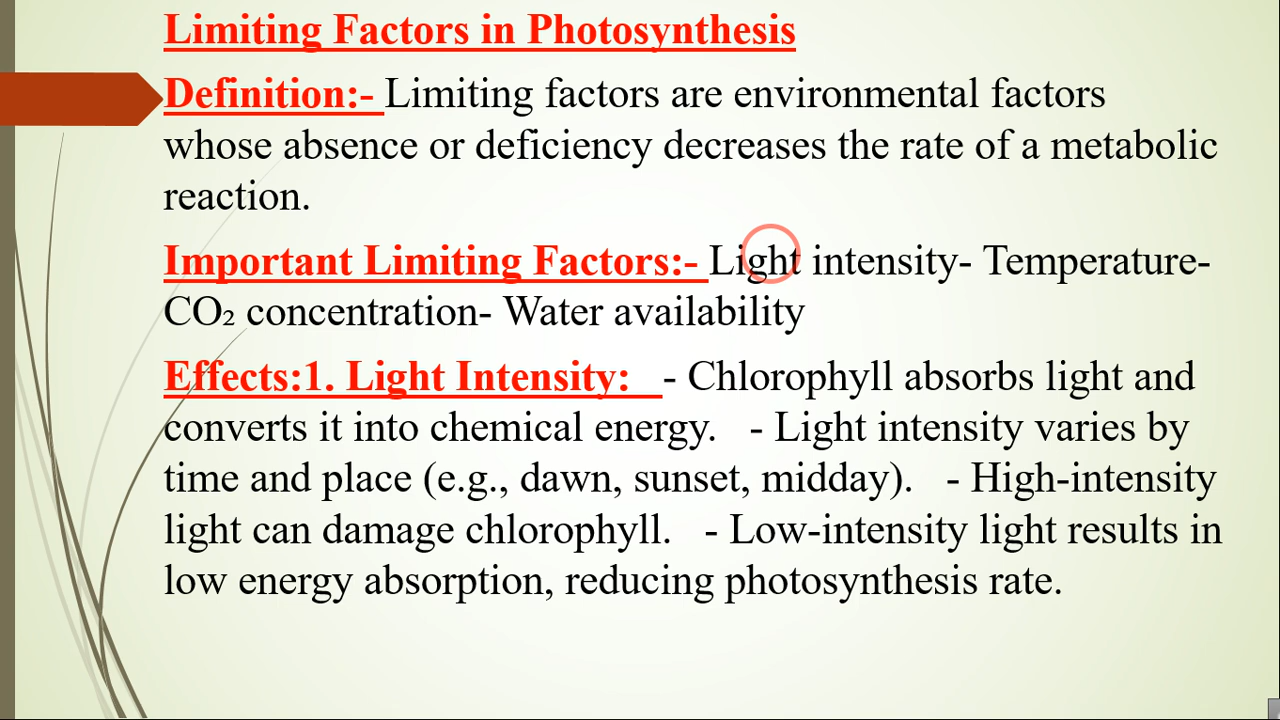 Limiting Factors in Photosynthesis
Definition:- Limiting factors are environmental factors
whose absence or deficiency decreases the rate of a metabolic
reaction.
Important Limiting Factors:- Light intensity- Temperature-
CO₂ concentration- Water availability
Effects:1. Light Intensity:   - Chlorophyll absorbs light and
converts it into chemical energy.   - Light intensity varies by
time and place (e.g., dawn, sunset, midday).   - High-intensity
light can damage chlorophyll.   - Low-intensity light results in
low energy absorption, reducing photosynthesis rate.